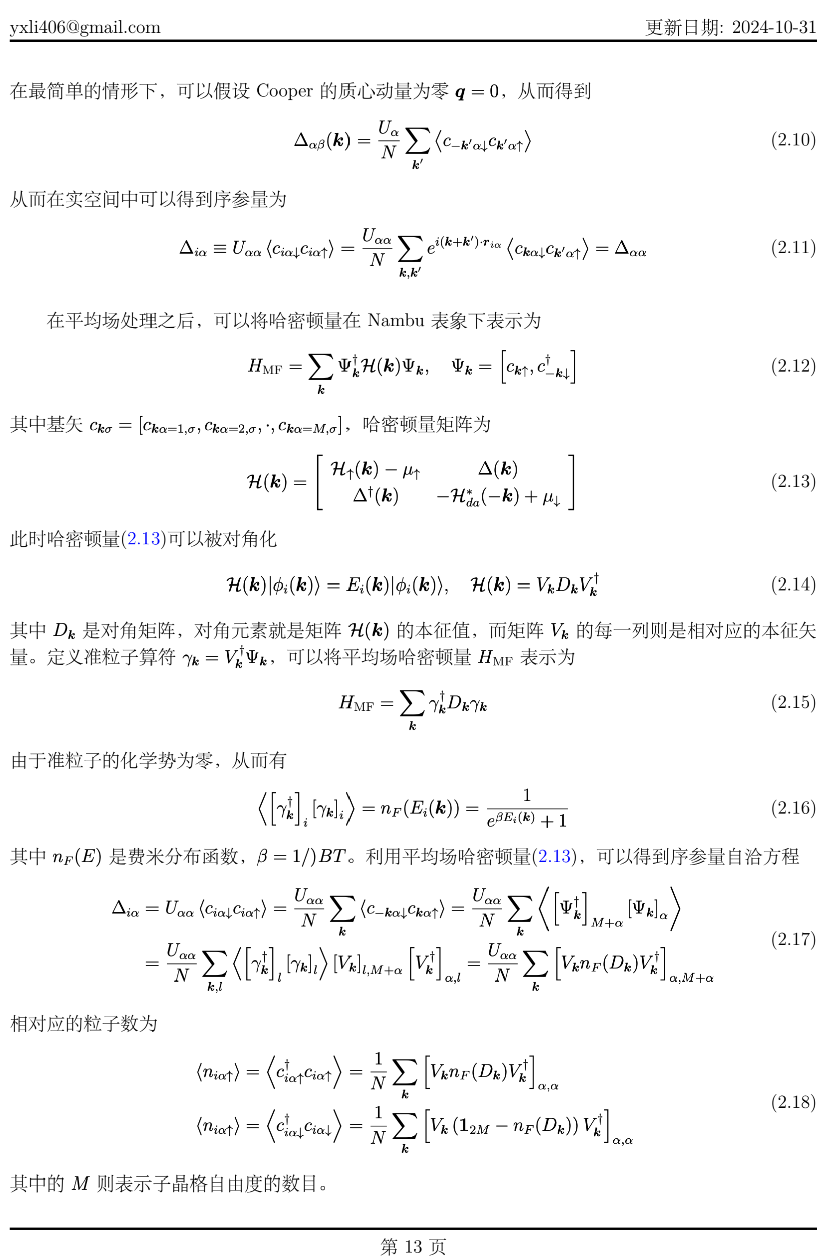 yxli406@gmail.com 更新日期: 2024-10-31
在最简单的情形下，可以假设 Cooper 的质心动量为零 $\boldsymbol{q} = 0$，从而得到
$\Delta_{\alpha\beta}(\boldsymbol{k}) = \frac{U_{\alpha}}{N} \sum_{\boldsymbol{k}'} \langle c_{-\boldsymbol{k}'\alpha\downarrow} c_{\boldsymbol{k}'\alpha\uparrow} \rangle$ (2.10)
从而在实空间中可以得到序参量为
$\Delta_{i\alpha} \equiv U_{\alpha\alpha} \langle c_{i\alpha\downarrow} c_{i\alpha\uparrow} \rangle = \frac{U_{\alpha\alpha}}{N} \sum_{\boldsymbol{k},\boldsymbol{k}'} e^{i(\boldsymbol{k}+\boldsymbol{k}')\cdot\boldsymbol{r}_{i\alpha}} \langle c_{\boldsymbol{k}\alpha\downarrow} c_{\boldsymbol{k}'\alpha\uparrow} \rangle = \Delta_{\alpha\alpha}$ (2.11)
在平均场处理之后，可以将哈密顿量在 Nambu 表象下表示为
$H_{\mathrm{MF}} = \sum_{\boldsymbol{k}} \Psi_{\boldsymbol{k}}^{\dagger} \mathcal{H}(\boldsymbol{k}) \Psi_{\boldsymbol{k}}, \quad \Psi_{\boldsymbol{k}} = \left[ c_{\boldsymbol{k}\uparrow}, c_{-\boldsymbol{k}\downarrow}^{\dagger} \right]$ (2.12)
其中基矢 $c_{\boldsymbol{k}\sigma} = [c_{\boldsymbol{k}\alpha=1,\sigma}, c_{\boldsymbol{k}\alpha=2,\sigma}, \cdot, c_{\boldsymbol{k}\alpha=M,\sigma}]$，哈密顿量矩阵为
$\mathcal{H}(\boldsymbol{k}) = \begin{bmatrix} \mathcal{H}_{\uparrow}(\boldsymbol{k}) - \mu_{\uparrow} & \Delta(\boldsymbol{k}) \\ \Delta^{\dagger}(\boldsymbol{k}) & -\mathcal{H}_{da}^{*}(-\boldsymbol{k}) + \mu_{\downarrow} \end{bmatrix}$ (2.13)
此时哈密顿量(2.13)可以被对角化
$\mathcal{H}(\boldsymbol{k})|\phi_i(\boldsymbol{k})\rangle = E_i(\boldsymbol{k})|\phi_i(\boldsymbol{k})\rangle, \quad \mathcal{H}(\boldsymbol{k}) = V_{\boldsymbol{k}} D_{\boldsymbol{k}} V_{\boldsymbol{k}}^{\dagger}$ (2.14)
其中 $D_{\boldsymbol{k}}$ 是对角矩阵，对角元素就是矩阵 $\mathcal{H}(\boldsymbol{k})$ 的本征值，而矩阵 $V_{\boldsymbol{k}}$ 的每一列则是相对应的本征矢
量。定义准粒子算符 $\gamma_{\boldsymbol{k}} = V_{\boldsymbol{k}}^{\dagger} \Psi_{\boldsymbol{k}}$，可以将平均场哈密顿量 $H_{\mathrm{MF}}$ 表示为
$H_{\mathrm{MF}} = \sum_{\boldsymbol{k}} \gamma_{\boldsymbol{k}}^{\dagger} D_{\boldsymbol{k}} \gamma_{\boldsymbol{k}}$ (2.15)
由于准粒子的化学势为零，从而有
$\left\langle \left[ \gamma_{\boldsymbol{k}}^{\dagger} \right]_i [\gamma_{\boldsymbol{k}}]_i \right\rangle = n_F(E_i(\boldsymbol{k})) = \frac{1}{e^{\beta E_i(\boldsymbol{k})} + 1}$ (2.16)
其中 $n_F(E)$ 是费米分布函数，$\beta = 1/)BT$。利用平均场哈密顿量(2.13)，可以得到序参量自洽方程
$\Delta_{i\alpha} = U_{\alpha\alpha} \langle c_{i\alpha\downarrow} c_{i\alpha\uparrow} \rangle = \frac{U_{\alpha\alpha}}{N} \sum_{\boldsymbol{k}} \langle c_{-\boldsymbol{k}\alpha\downarrow} c_{\boldsymbol{k}\alpha\uparrow} \rangle = \frac{U_{\alpha\alpha}}{N} \sum_{\boldsymbol{k}} \left\langle \left[ \Psi_{\boldsymbol{k}}^{\dagger} \right]_{M+\alpha} [\Psi_{\boldsymbol{k}}]_{\alpha} \right\rangle$
$= \frac{U_{\alpha\alpha}}{N} \sum_{\boldsymbol{k},l} \left\langle \left[ \gamma_{\boldsymbol{k}}^{\dagger} \right]_l [\gamma_{\boldsymbol{k}}]_l \right\rangle [V_{\boldsymbol{k}}]_{l,M+\alpha} \left[ V_{\boldsymbol{k}}^{\dagger} \right]_{\alpha,l} = \frac{U_{\alpha\alpha}}{N} \sum_{\boldsymbol{k}} \left[ V_{\boldsymbol{k}} n_F(D_{\boldsymbol{k}}) V_{\boldsymbol{k}}^{\dagger} \right]_{\alpha,M+\alpha}$ (2.17)
相对应的粒子数为
$\langle n_{i\alpha\uparrow} \rangle = \left\langle c_{i\alpha\uparrow}^{\dagger} c_{i\alpha\uparrow} \right\rangle = \frac{1}{N} \sum_{\boldsymbol{k}} \left[ V_{\boldsymbol{k}} n_F(D_{\boldsymbol{k}}) V_{\boldsymbol{k}}^{\dagger} \right]_{\alpha,\alpha}$
$\langle n_{i\alpha\uparrow} \rangle = \left\langle c_{i\alpha\downarrow}^{\dagger} c_{i\alpha\downarrow} \right\rangle = \frac{1}{N} \sum_{\boldsymbol{k}} \left[ V_{\boldsymbol{k}} \left( \mathbf{1}_{2M} - n_F(D_{\boldsymbol{k}}) \right) V_{\boldsymbol{k}}^{\dagger} \right]_{\alpha,\alpha}$ (2.18)
其中的 $M$ 则表示子晶格自由度的数目。
第 13 页